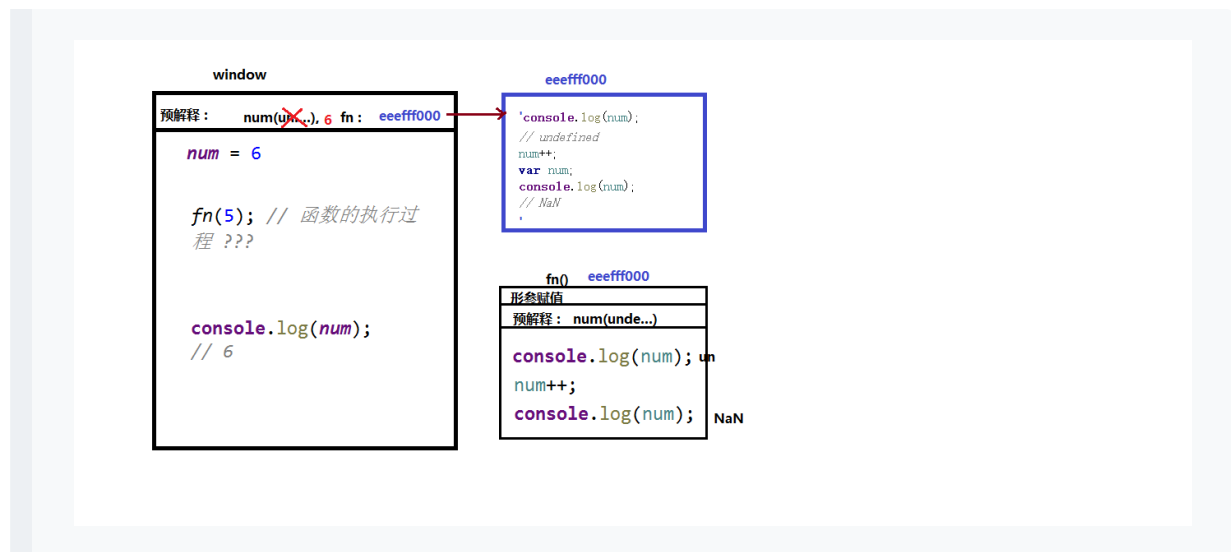 window
预解释： num(un...), 6 fn： eeefff000
num = 6
fn(5); // 函数的执行过
程 ???
console.log(num);
// 6
eeefff000
'console.log(num);
// undefined
num++;
var num;
console.log(num);
// NaN
'
fn() eeefff000
形参赋值
预解释： num(unde...)
console.log(num); un
num++;
console.log(num); NaN